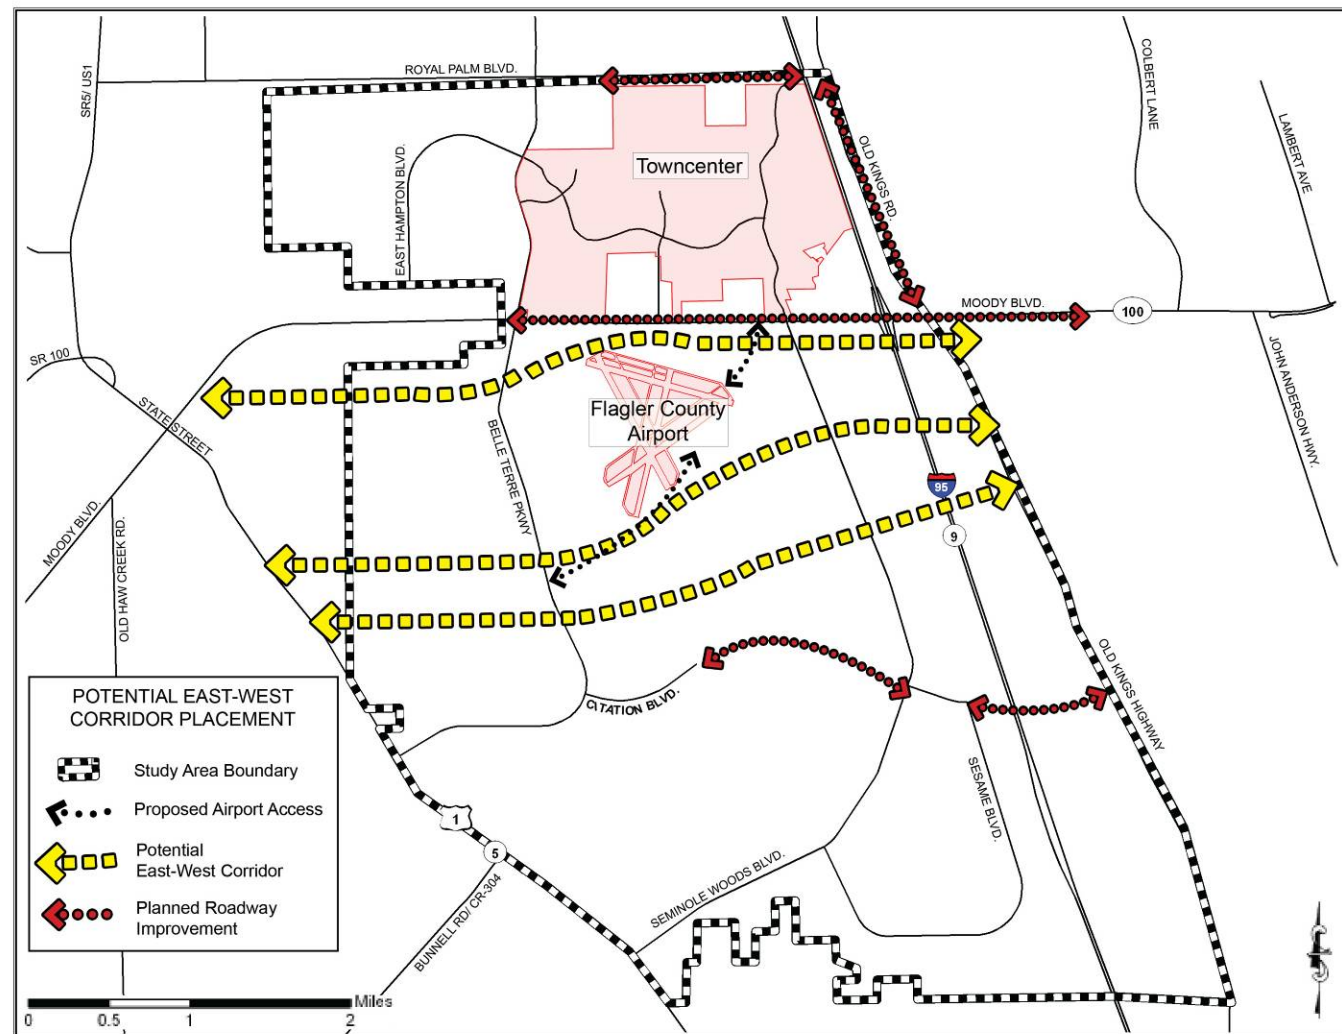 ROYAL PALM BLVD.
SR5/ US1
COLBERT LANE
LAMBERT AVE
OLD KINGS RD.
EAST HAMPTON BLVD.
Towncenter
MOODY BLVD.
100
SR 100
JOHN ANDERSON HWY.
STATE STREET
Flagler County
Airport
BELLE TERRE PKWY
95
9
MOODY BLVD.
OLD HAW CREEK RD.
OLD KINGS HIGHWAY
CITATION BLVD.
SESAME BLVD.
1
5
SEMINOLE WOODS BLVD.
BUNNELL RD/ CR-304
POTENTIAL EAST-WEST
CORRIDOR PLACEMENT
Study Area Boundary
Proposed Airport Access
Potential
East-West Corridor
Planned Roadway
Improvement
Miles
0 0.5 1 2